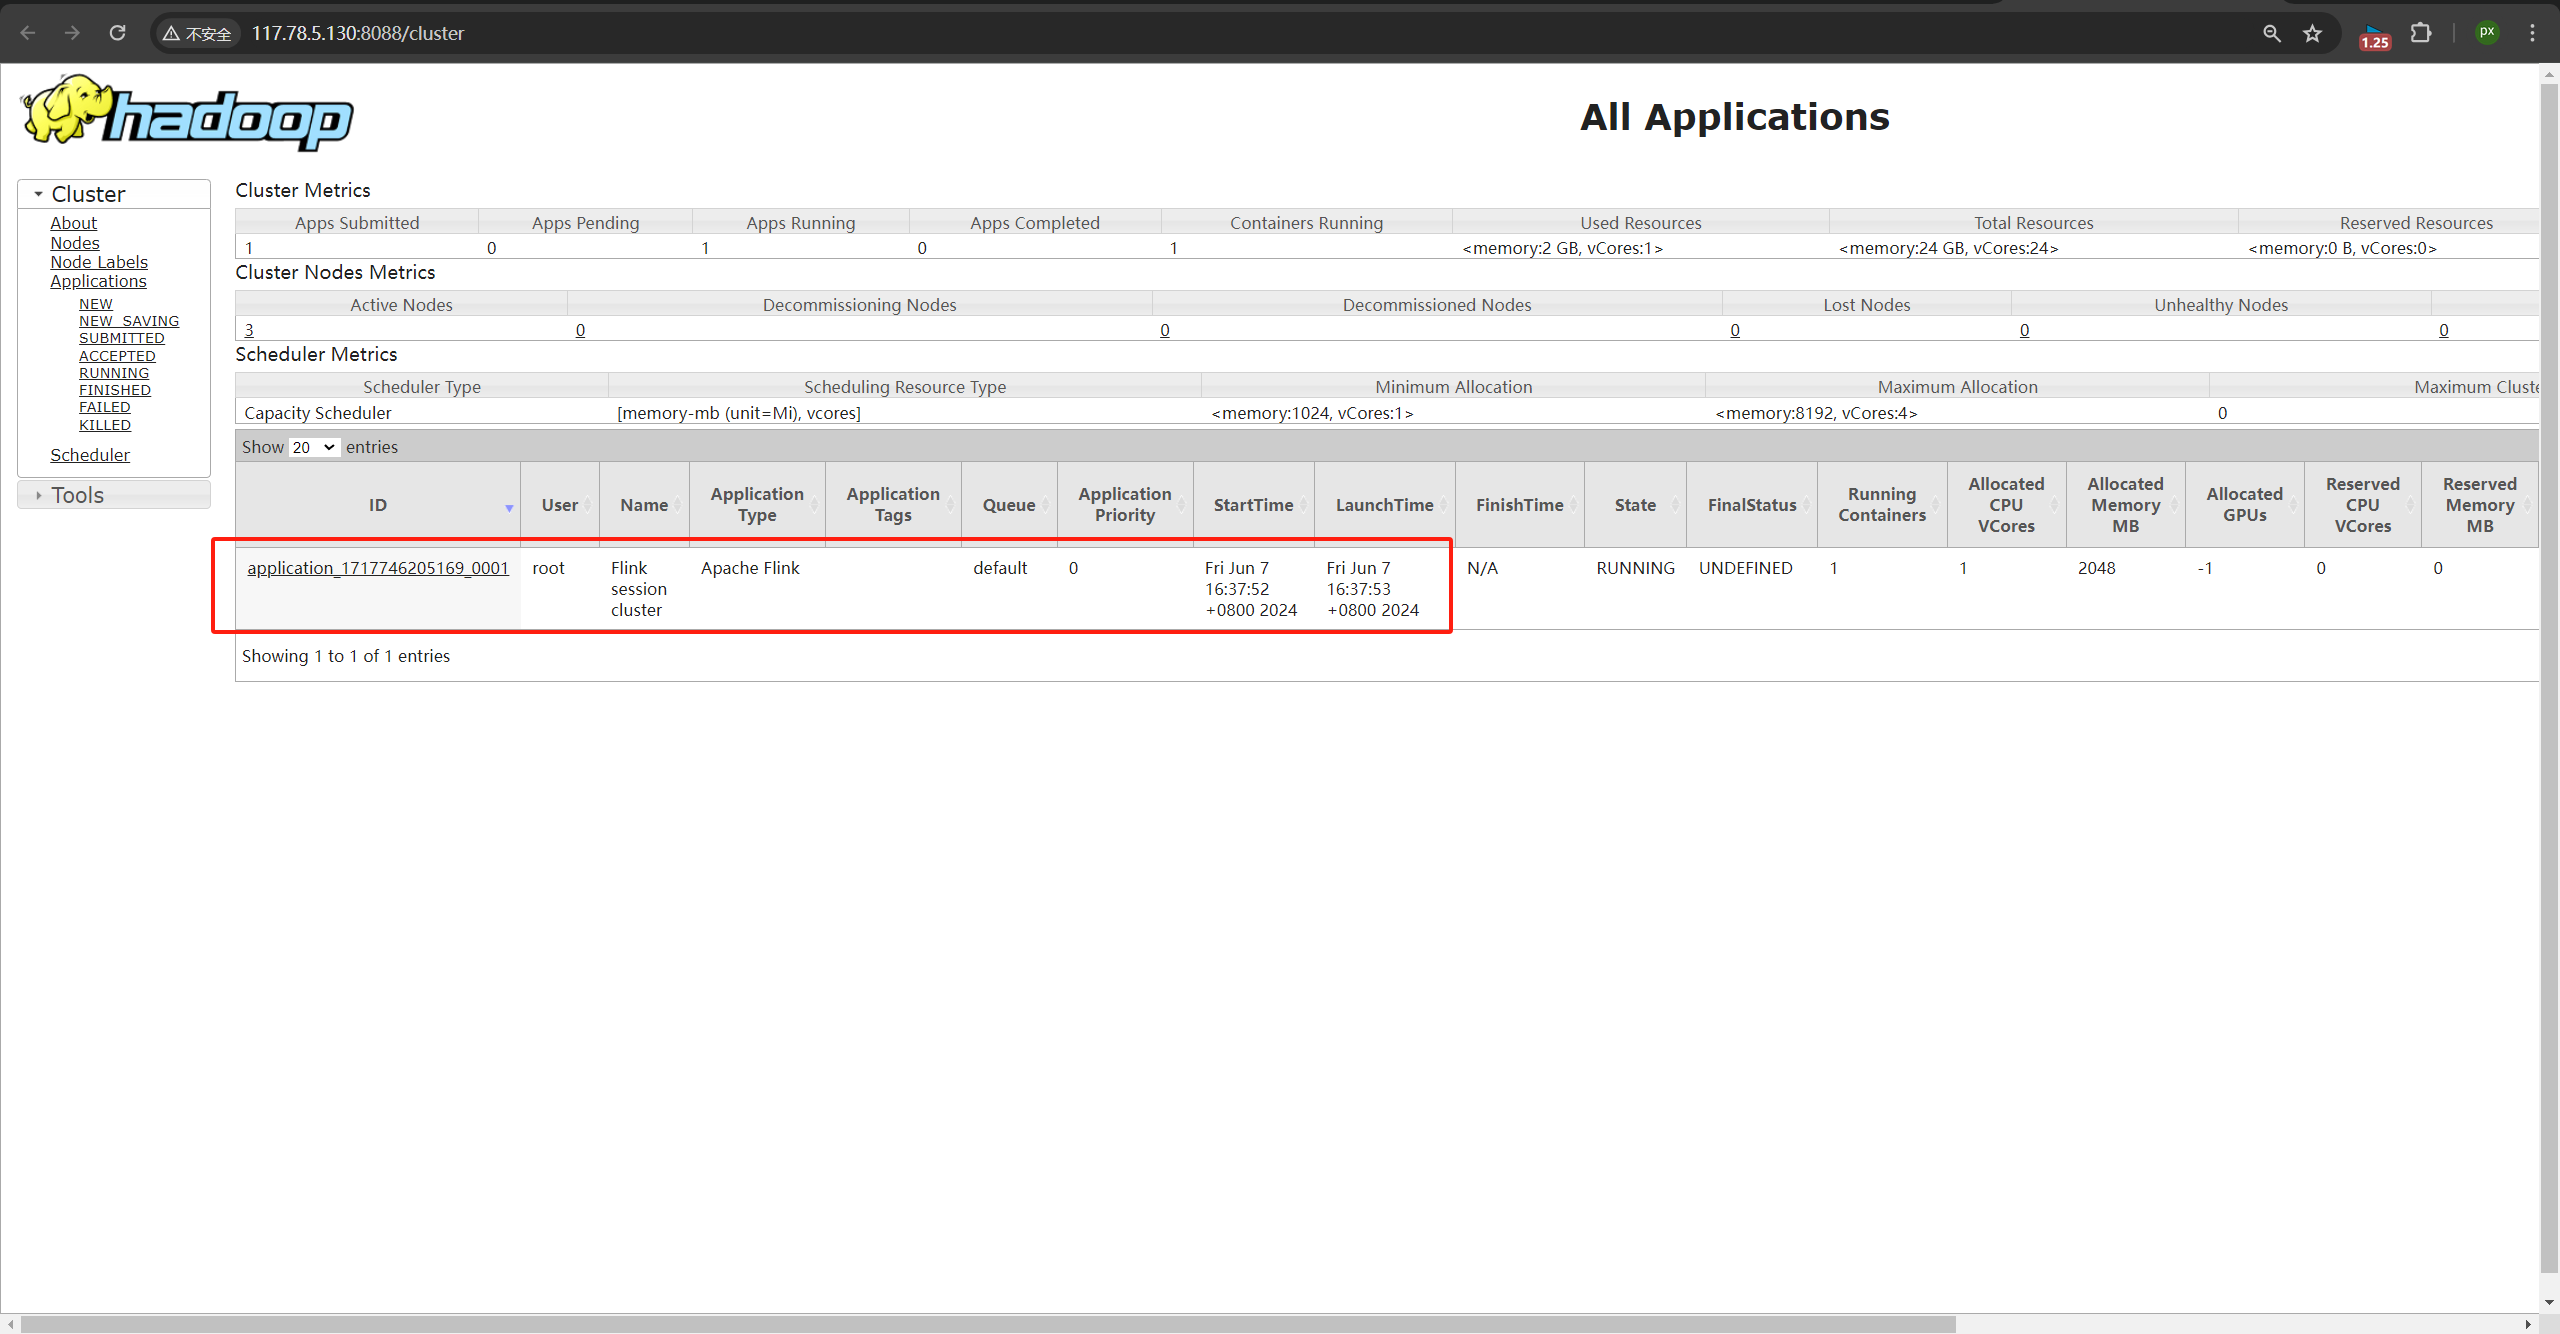 不安全 117.78.5.130:8088/cluster
1.25
px
hadoop
All Applications
Cluster
About
Nodes
Node Labels
Applications
NEW
NEW_SAVING
SUBMITTED
ACCEPTED
RUNNING
FINISHED
FAILED
KILLED
Scheduler
Tools
Cluster Metrics
Apps Submitted Apps Pending Apps Running Apps Completed Containers Running Used Resources Total Resources Reserved Resources
1 0 1 0 1 <memory:2 GB, vCores:1> <memory:24 GB, vCores:24> <memory:0 B, vCores:0>
Cluster Nodes Metrics
Active Nodes Decommissioning Nodes Decommissioned Nodes Lost Nodes Unhealthy Nodes
3 0 0 0 0 0
Scheduler Metrics
Scheduler Type Scheduling Resource Type Minimum Allocation Maximum Allocation Maximum Cluste
Capacity Scheduler [memory-mb (unit=Mi), vcores] <memory:1024, vCores:1> <memory:8192, vCores:4> 0
Show 20 entries
ID User Name Application Type Application Tags Queue Application Priority StartTime LaunchTime FinishTime State FinalStatus Running Containers Allocated CPU VCores Allocated Memory MB Allocated GPUs Reserved CPU VCores Reserved Memory MB
application_1717746205169_0001 root Flink session cluster Apache Flink default 0 Fri Jun 7 16:37:52 +0800 2024 Fri Jun 7 16:37:53 +0800 2024 N/A RUNNING UNDEFINED 1 1 2048 -1 0 0
Showing 1 to 1 of 1 entries